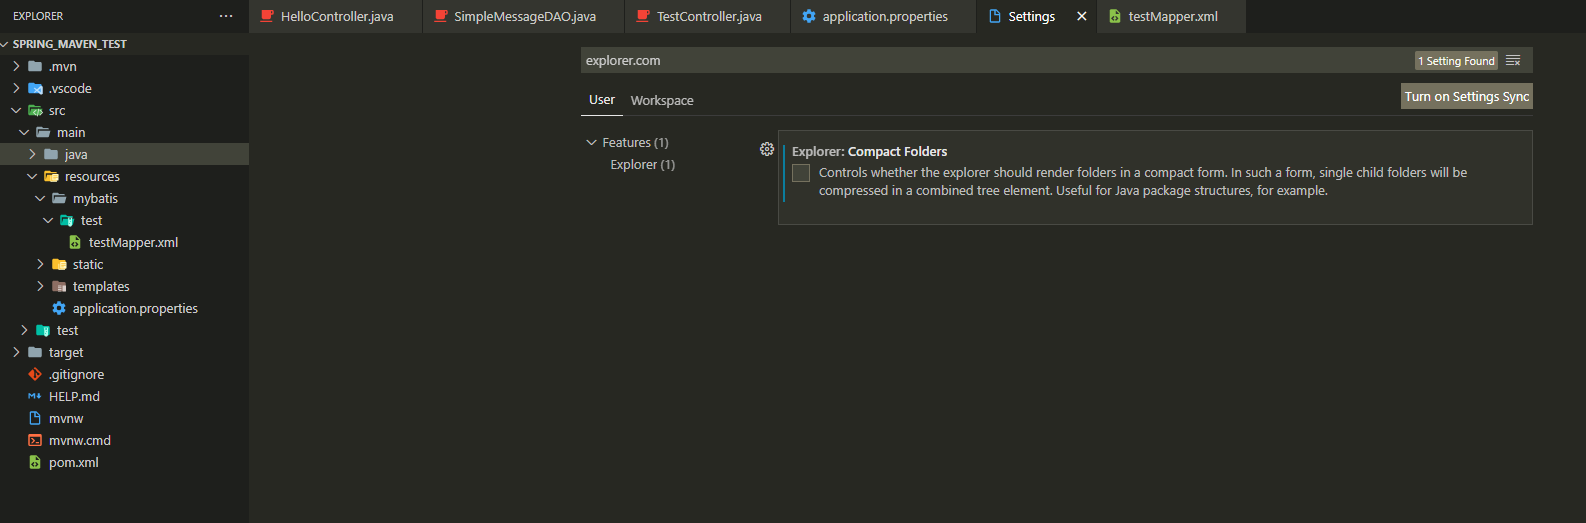 EXPLORER
HelloController.java
SimpleMessageDAO.java
TestController.java
application.properties
Settings
testMapper.xml
SPRING_MAVEN_TEST
.mvn
.vscode
src
main
java
resources
mybatis
test
testMapper.xml
static
templates
application.properties
test
target
.gitignore
HELP.md
mvnw
mvnw.cmd
pom.xml
explorer.com
1 Setting Found
User
Workspace
Turn on Settings Sync
Features (1)
Explorer (1)
Explorer: Compact Folders
Controls whether the explorer should render folders in a compact form. In such a form, single child folders will be
compressed in a combined tree element. Useful for Java package structures, for example.